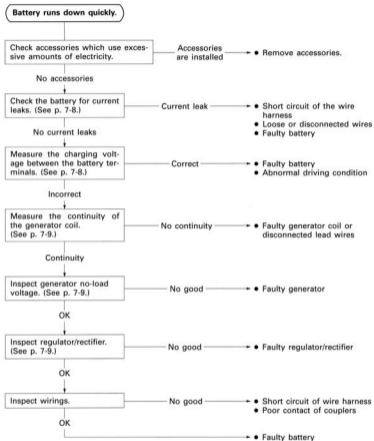 Battery runs down quickly.
Check accessories which use exces-
sive amounts of electricity.
Accessories
are installed
• Remove accessories.
No accessories
Check the battery for current
leaks. (See p. 7-8.)
Current leak
• Short circuit of the wire
harness
• Loose or disconnected wires
• Faulty battery
No current leaks
Measure the charging volt-
age between the battery ter-
minals. (See p. 7-8.)
Correct
• Faulty battery
• Abnormal driving condition
Incorrect
Measure the continuity of
the generator coil.
(See p. 7-9.)
No continuity
• Faulty generator coil or
disconnected lead wires
Continuity
Inspect generator no-load
voltage. (See p. 7-9.)
No good
• Faulty generator
OK
Inspect regulator/rectifier.
(See p. 7-9.)
No good
• Faulty regulator/rectifier
OK
Inspect wirings.
No good
• Short circuit of wire harness
• Poor contact of couplers
OK
• Faulty battery